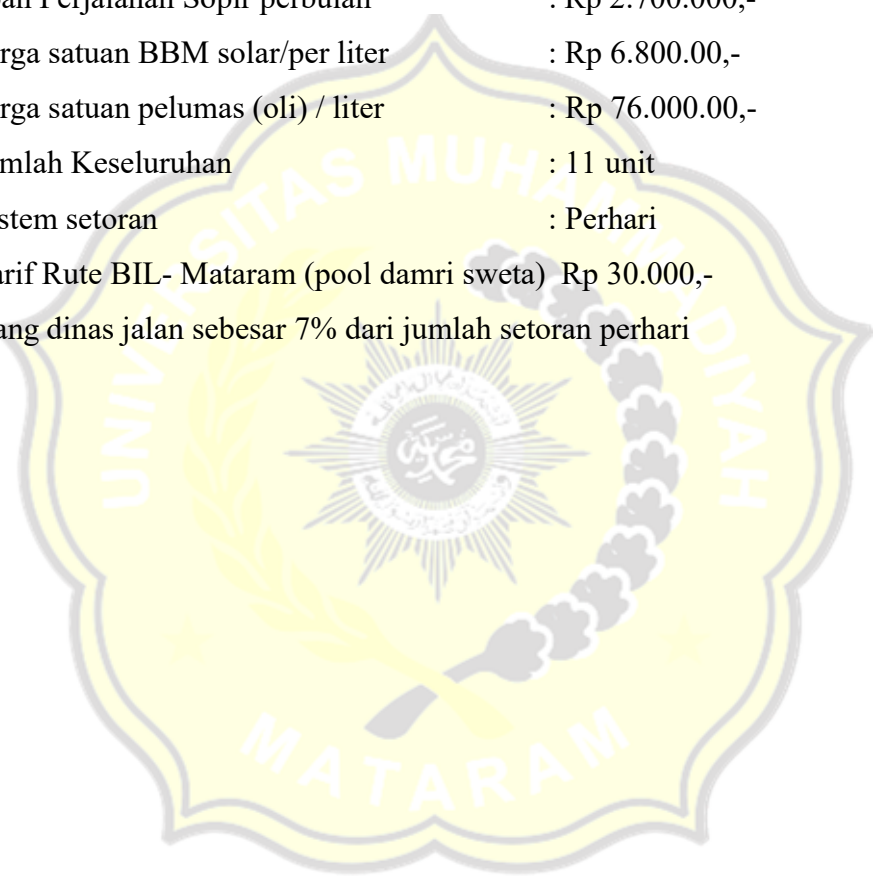 an Perjalanan Sopir perbulan : Rp 2.700.000,-
rga satuan BBM solar/per liter : Rp 6.800.00,-
rga satuan pelumas (oli) / liter : Rp 76.000.00,-
mlah Keseluruhan : 11 unit
stem setoran : Perhari
arif Rute BIL- Mataram (pool damri sweta) Rp 30.000,-
ang dinas jalan sebesar 7% dari jumlah setoran perhari
UNIVERSITAS MUHAMMADIYAH
MATARAM